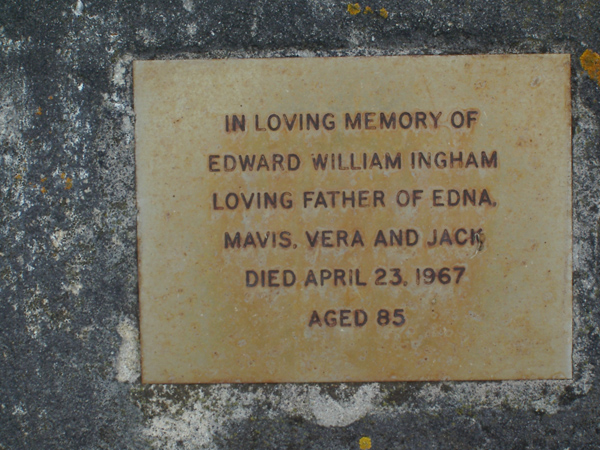 IN LOVING MEMORY OF
EDWARD WILLIAM INGHAM
LOVING FATHER OF EDNA,
MAVIS, VERA AND JACK
DIED APRIL 23, 1967
AGED 85